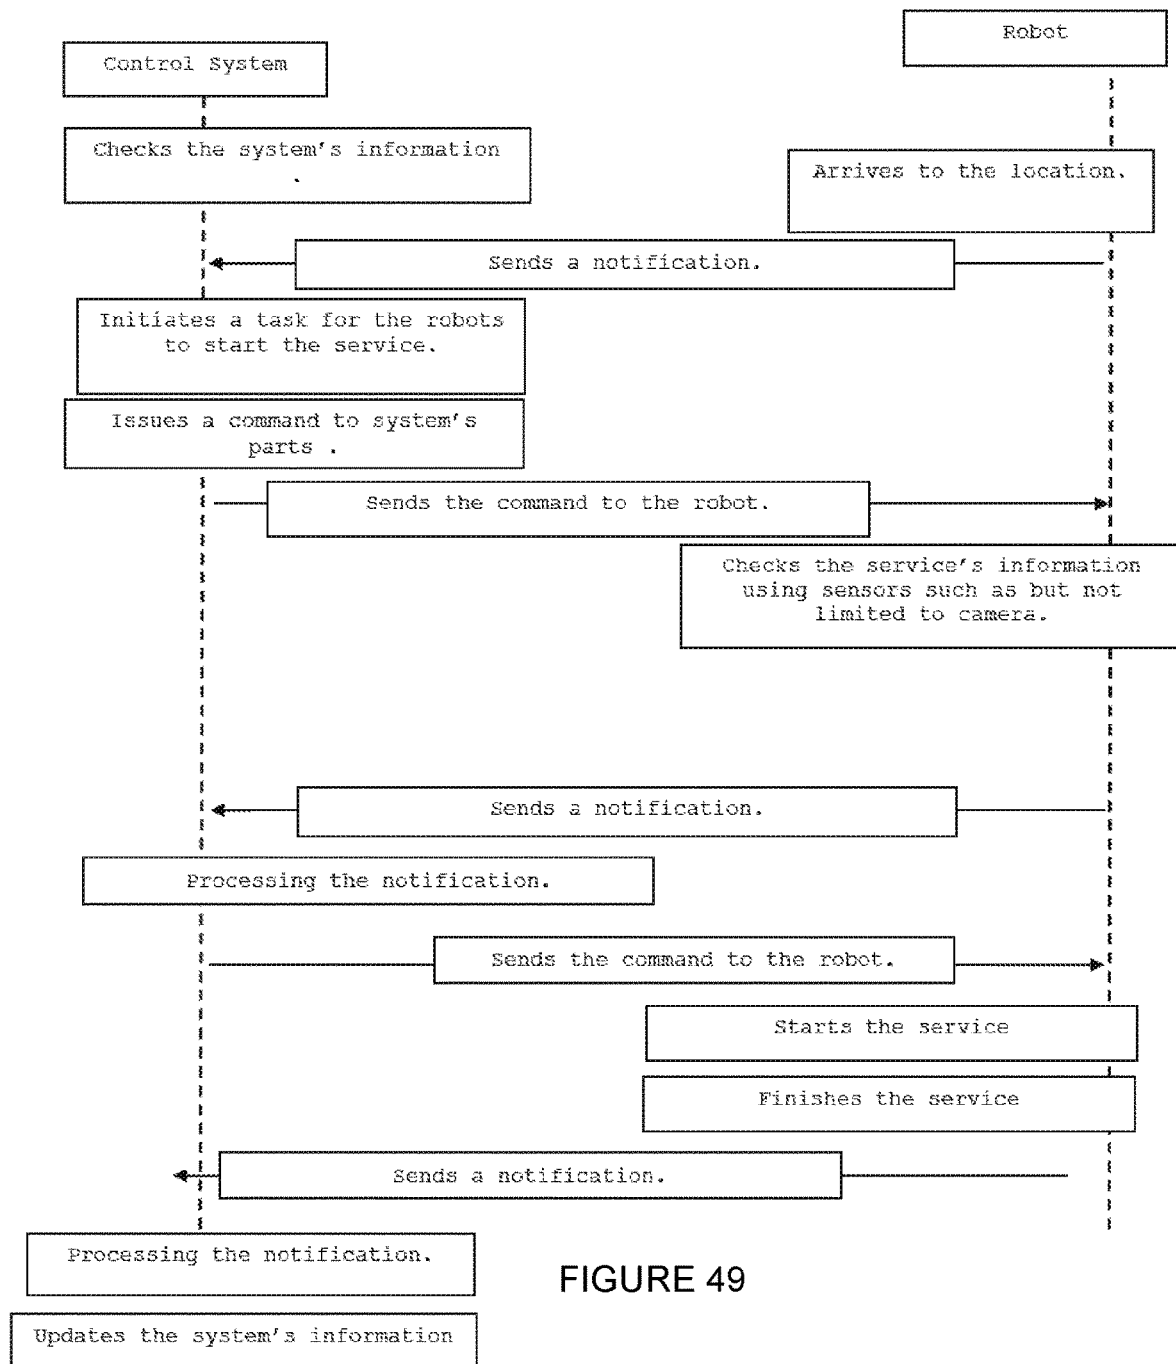 Robot
Control System
Checks the system's information
.
Arrives to the location.
Sends a notification.
Initiates a task for the robots
to start the service.
Issues a command to system's
parts .
Sends the command to the robot.
Checks the service's information
using sensors such as but not
limited to camera.
Sends a notification.
Processing the notification.
Sends the command to the robot.
Starts the service
Finishes the service
Sends a notification.
Processing the notification.
FIGURE 49
Updates the system's information